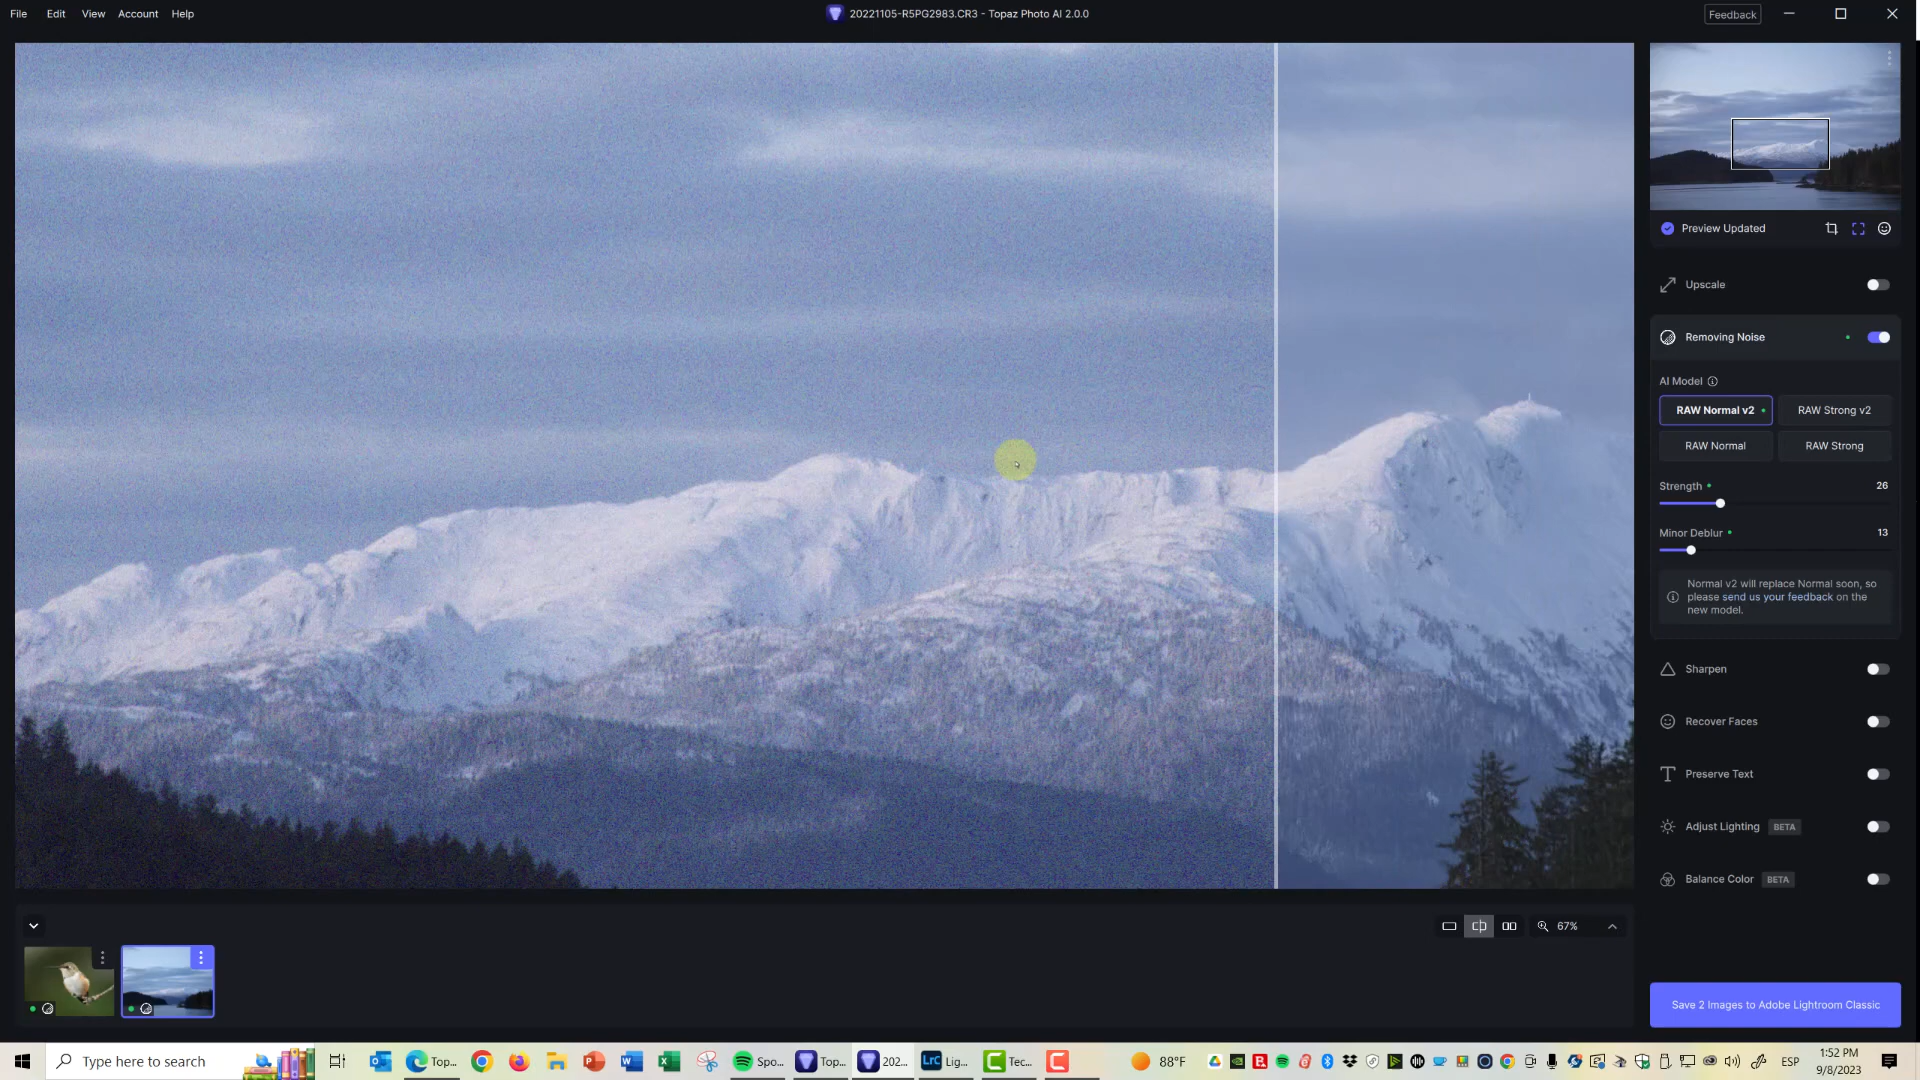 File Edit View Account Help
20221105-R5PG2983.CR3 - Topaz Photo AI 2.0.0
Feedback
Preview Updated
Upscale
Removing Noise
AI Model
RAW Normal v2 RAW Strong v2
RAW Normal RAW Strong
Strength 26
Minor Deblur 13
Normal v2 will replace Normal soon, so
please send us your feedback on the
new model.
Sharpen
Recover Faces
Preserve Text
Adjust Lighting BETA
Balance Color BETA
67%
Save 2 Images to Adobe Lightroom Classic
Type here to search
Top...
Spo...
Top...
202...
LrC Lig...
Tec...
88°F
ESP
1:52 PM
9/8/2023